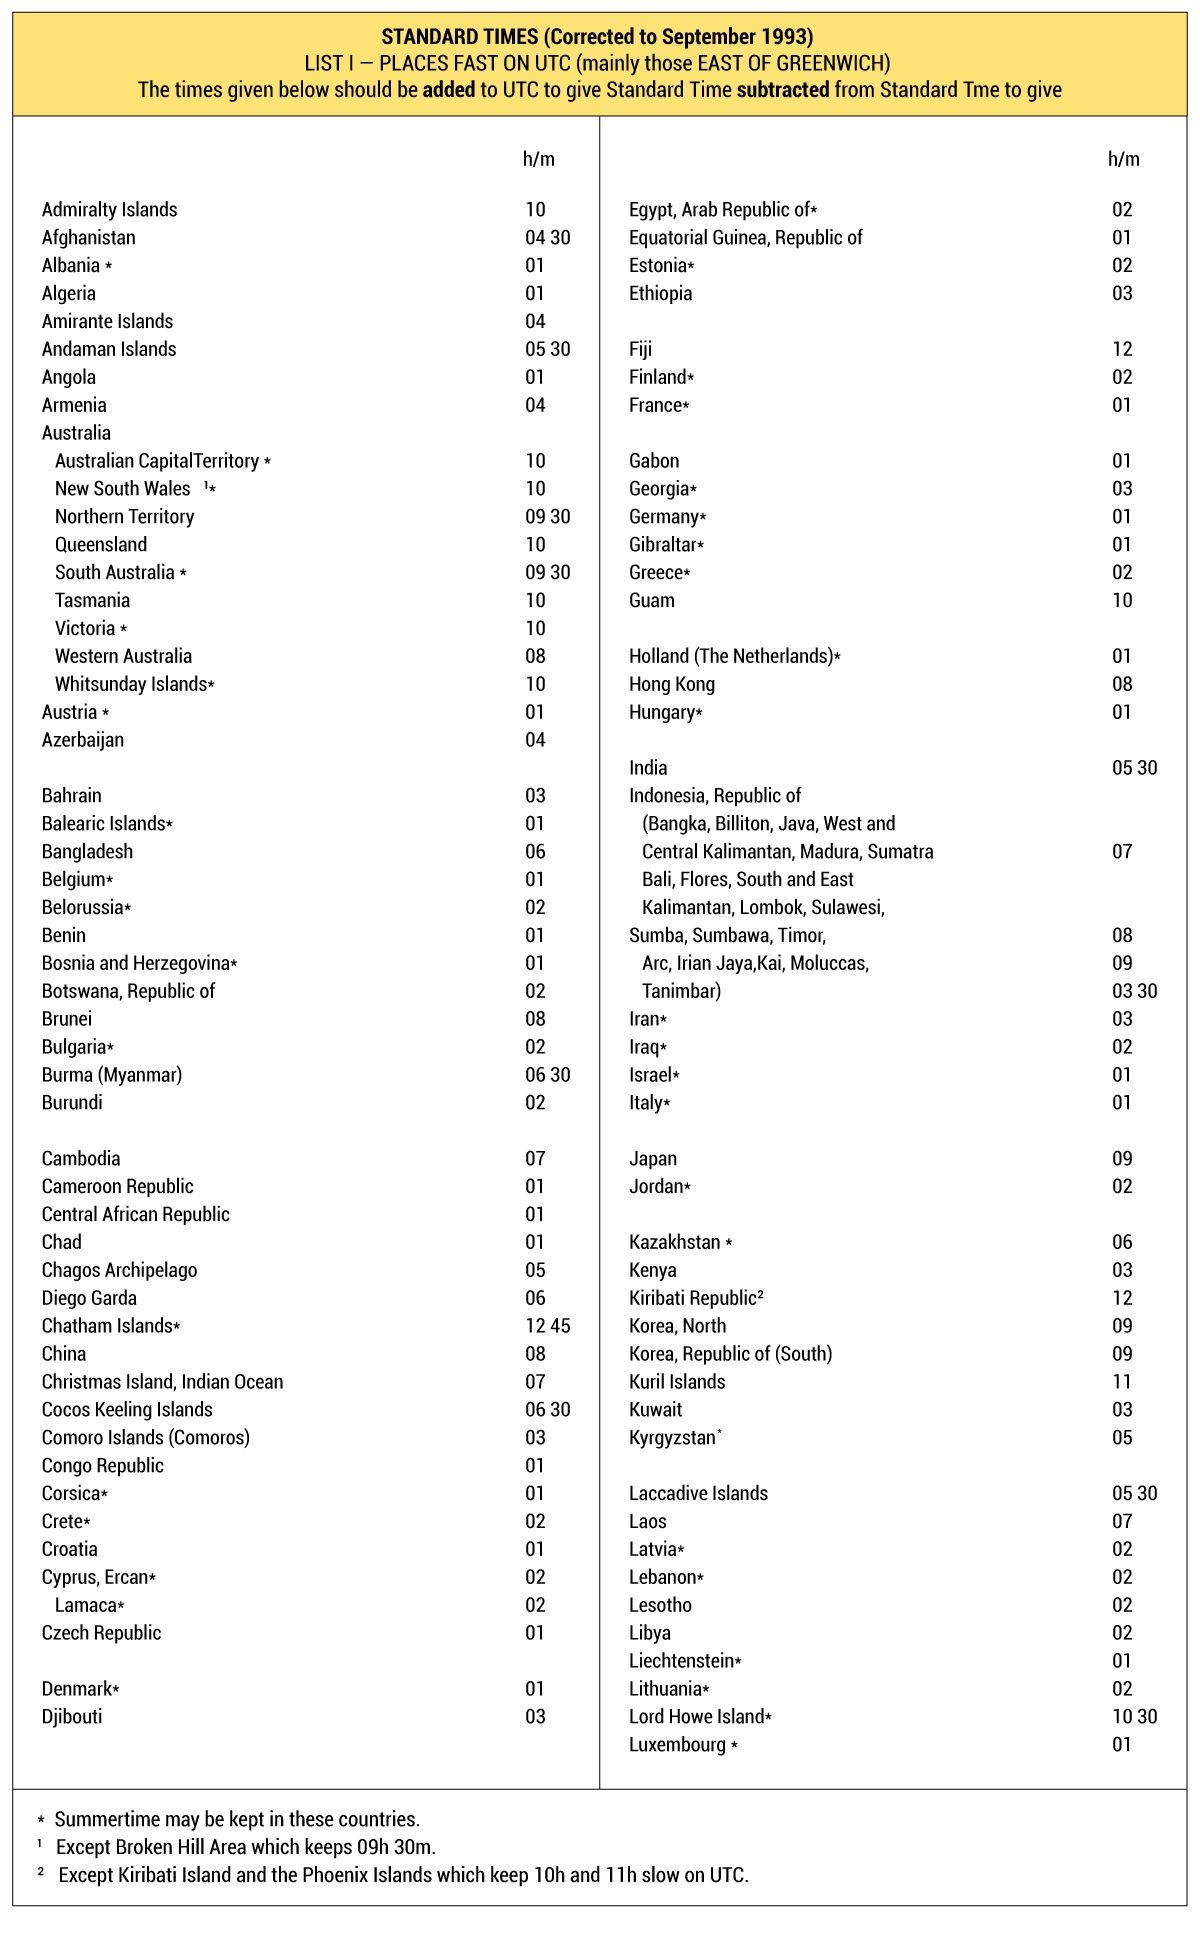 STANDARD TIMES (Corrected to September 1993)
LIST I — PLACES FAST ON UTC (mainly those EAST OF GREENWICH)
The times given below should be added to UTC to give Standard Time subtracted from Standard Tme to give
h/m
Admiralty Islands 10
Afghanistan 04 30
Albania * 01
Algeria 01
Amirante Islands 04
Andaman Islands 05 30
Angola 01
Armenia 04
Australia
Australian CapitalTerritory * 10
New South Wales ¹* 10
Northern Territory 09 30
Queensland 10
South Australia * 09 30
Tasmania 10
Victoria * 10
Western Australia 08
Whitsunday Islands* 10
Austria * 01
Azerbaijan 04
Bahrain 03
Balearic Islands* 01
Bangladesh 06
Belgium* 01
Belorussia* 02
Benin 01
Bosnia and Herzegovina* 01
Botswana, Republic of 02
Brunei 08
Bulgaria* 02
Burma (Myanmar) 06 30
Burundi 02
Cambodia 07
Cameroon Republic 01
Central African Republic 01
Chad 01
Chagos Archipelago 05
Diego Garda 06
Chatham Islands* 12 45
China 08
Christmas Island, Indian Ocean 07
Cocos Keeling Islands 06 30
Comoro Islands (Comoros) 03
Congo Republic 01
Corsica* 01
Crete* 02
Croatia 01
Cyprus, Ercan* 02
Lamaca* 02
Czech Republic 01
Denmark* 01
Djibouti 03
h/m
Egypt, Arab Republic of* 02
Equatorial Guinea, Republic of 01
Estonia* 02
Ethiopia 03
Fiji 12
Finland* 02
France* 01
Gabon 01
Georgia* 03
Germany* 01
Gibraltar* 01
Greece* 02
Guam 10
Holland (The Netherlands)* 01
Hong Kong 08
Hungary* 01
India 05 30
Indonesia, Republic of
(Bangka, Billiton, Java, West and
Central Kalimantan, Madura, Sumatra 07
Bali, Flores, South and East
Kalimantan, Lombok, Sulawesi,
Sumba, Sumbawa, Timor, 08
Arc, Irian Jaya,Kai, Moluccas, 09
Tanimbar) 03 30
Iran* 03
Iraq* 02
Israel* 01
Italy* 01
Japan 09
Jordan* 02
Kazakhstan * 06
Kenya 03
Kiribati Republic² 12
Korea, North 09
Korea, Republic of (South) 09
Kuril Islands 11
Kuwait 03
Kyrgyzstan* 05
Laccadive Islands 05 30
Laos 07
Latvia* 02
Lebanon* 02
Lesotho 02
Libya 02
Liechtenstein* 01
Lithuania* 02
Lord Howe Island* 10 30
Luxembourg * 01
* Summertime may be kept in these countries.
¹ Except Broken Hill Area which keeps 09h 30m.
² Except Kiribati Island and the Phoenix Islands which keep 10h and 11h slow on UTC.